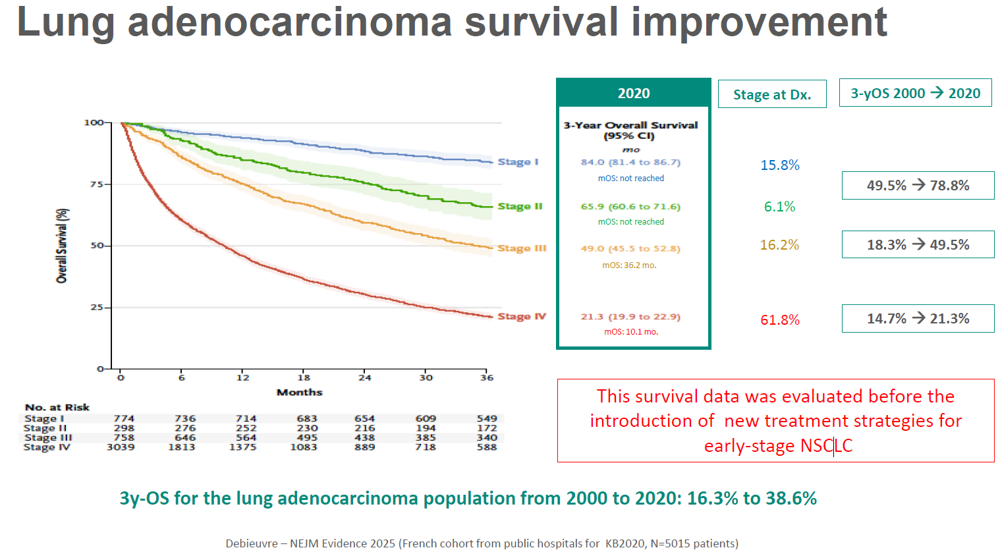 Lung adenocarcinoma survival improvement
2020
Stage at Dx.
3-yOS 2000 → 2020
3-Year Overall Survival
(95% CI)
mo
84.0 (81.4 to 86.7)
mOS: not reached
65.9 (60.6 to 71.6)
mOS: not reached
49.0 (45.5 to 52.8)
mOS: 36.2 mo.
21.3 (19.9 to 22.9)
mOS: 10.1 mo.
15.8%
6.1%
16.2%
61.8%
49.5% → 78.8%
18.3% → 49.5%
14.7% → 21.3%
Overall Survival (%)
100
75
50
25
0
Stage I
Stage II
Stage III
Stage IV
0 6 12 18 24 30 36
Months
No. at Risk
Stage I 774 736 714 683 654 609 549
Stage II 298 276 252 230 216 194 172
Stage III 758 646 564 495 438 385 340
Stage IV 3039 1813 1375 1083 889 718 588
This survival data was evaluated before the
introduction of new treatment strategies for
early-stage NSCLC
3y-OS for the lung adenocarcinoma population from 2000 to 2020: 16.3% to 38.6%
Debieuvre – NEJM Evidence 2025 (French cohort from public hospitals for KB2020, N=5015 patients)